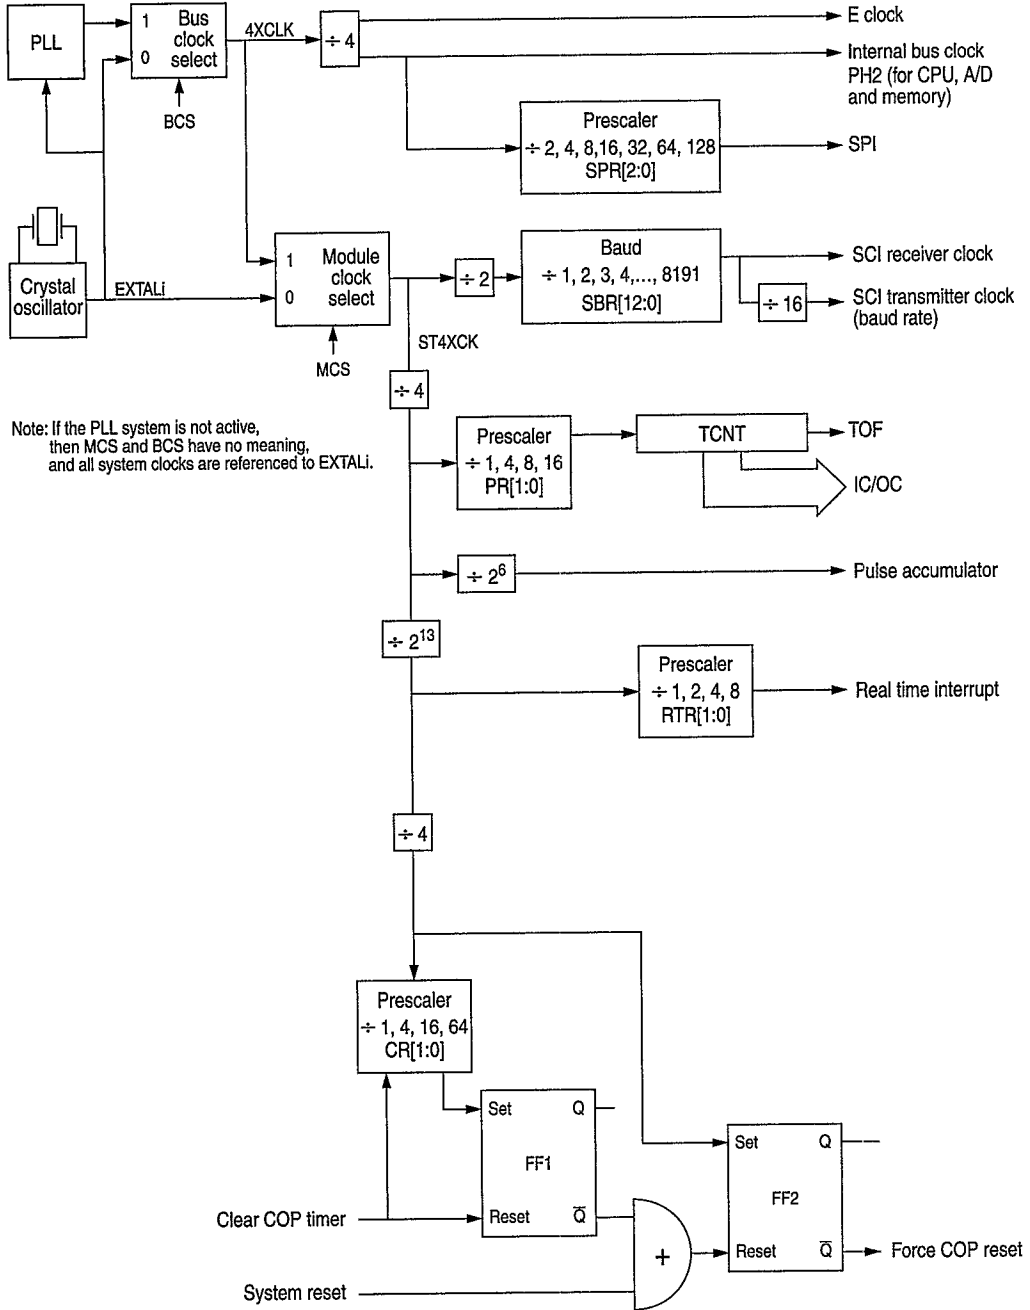 PLL
1
0
Bus
clock
select
BCS
4XCLK
÷ 4
E clock
Internal bus clock
PH2 (for CPU, A/D
and memory)
Prescaler
÷ 2, 4, 8,16, 32, 64, 128
SPR[2:0]
SPI
Crystal
oscillator
EXTALi
1
0
Module
clock
select
MCS
÷ 2
Baud
÷ 1, 2, 3, 4,..., 8191
SBR[12:0]
SCI receiver clock
÷ 16
SCI transmitter clock
(baud rate)
ST4XCK
÷ 4
Note: If the PLL system is not active,
then MCS and BCS have no meaning,
and all system clocks are referenced to EXTALi.
Prescaler
÷ 1, 4, 8, 16
PR[1:0]
TCNT
TOF
IC/OC
÷ 2⁶
Pulse accumulator
÷ 2¹³
Prescaler
÷ 1, 2, 4, 8
RTR[1:0]
Real time interrupt
÷ 4
Prescaler
÷ 1, 4, 16, 64
CR[1:0]
Set Q
FF1
Reset Q̅
Clear COP timer
System reset
+
Set Q
FF2
Reset Q̅
Force COP reset